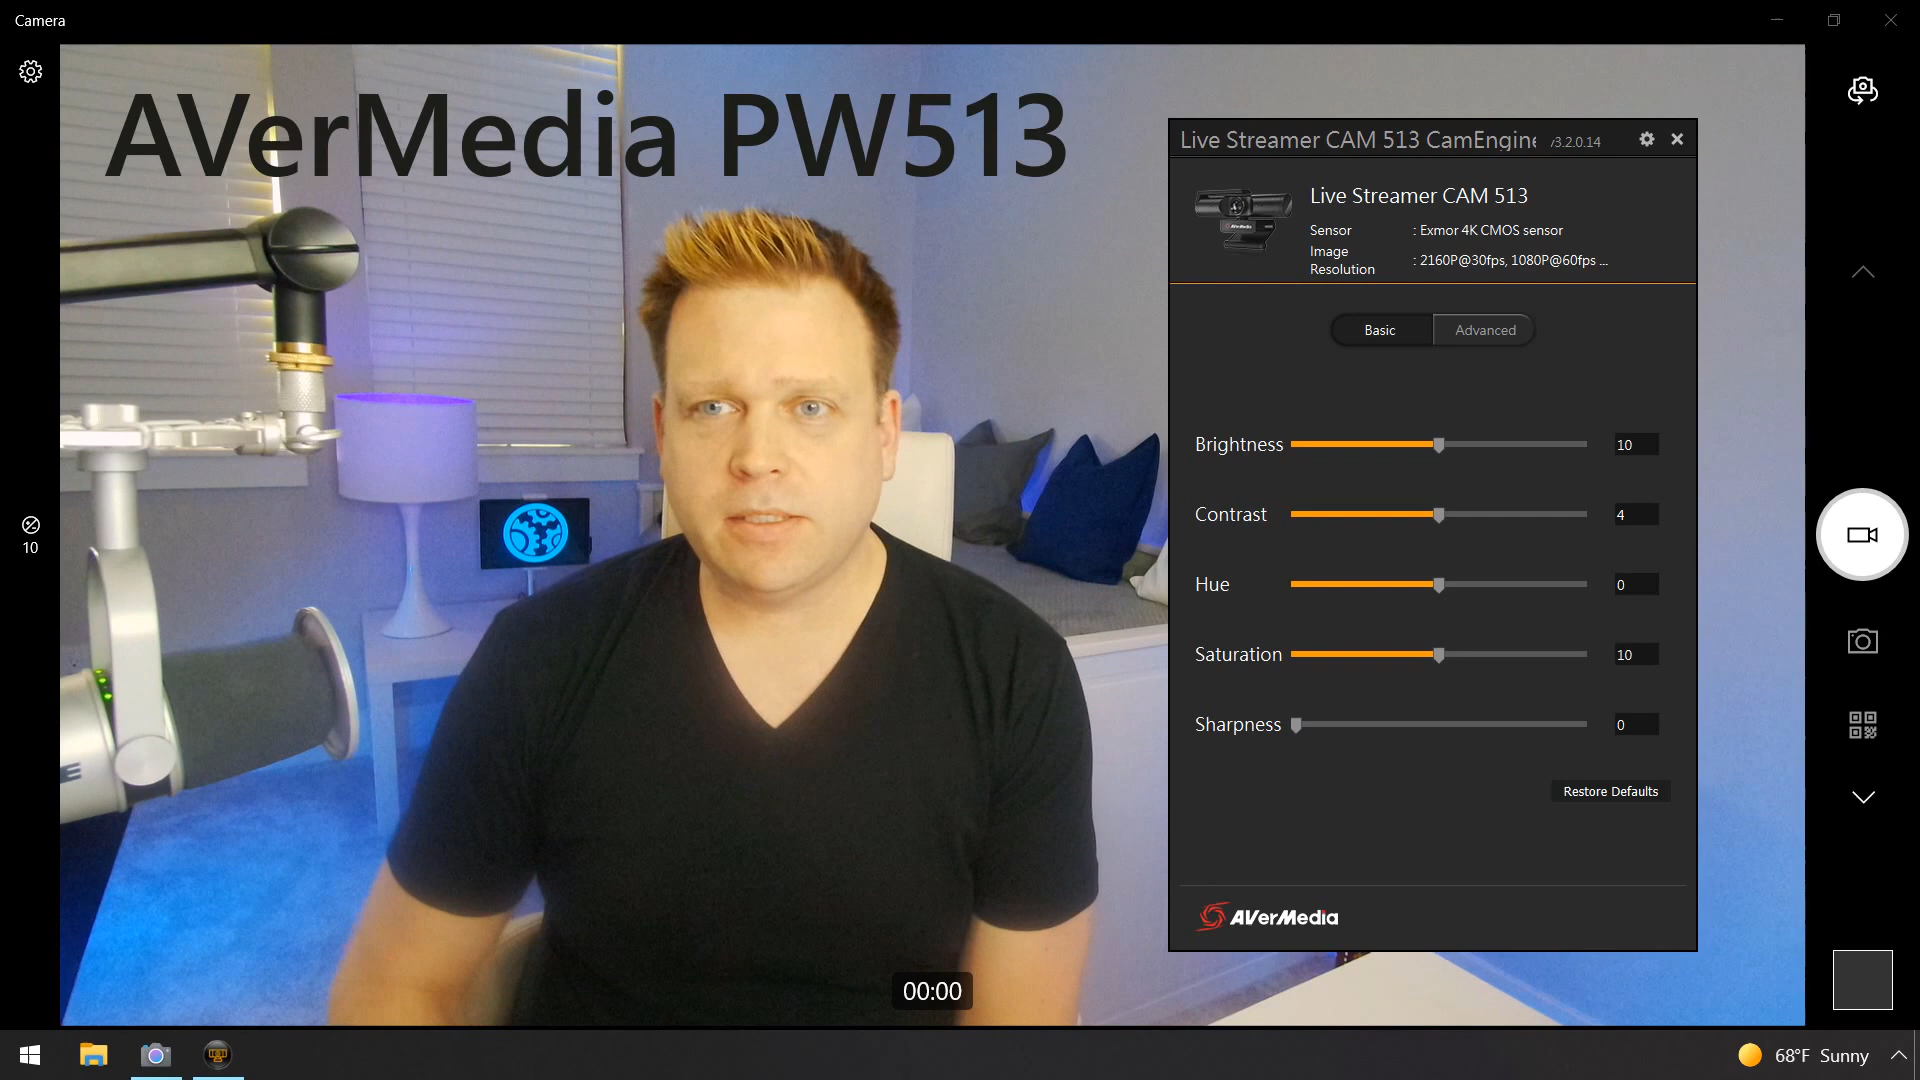 Camera
AVerMedia PW513
Live Streamer CAM 513 CamEngine v3.2.0.14
Live Streamer CAM 513
Sensor : Exmor 4K CMOS sensor
Image Resolution : 2160P@30fps, 1080P@60fps ...
AVerMedia
Basic Advanced
Brightness 10
Contrast 4
Hue 0
Saturation 10
Sharpness 0
Restore Defaults
AVerMedia
10
00:00
68°F Sunny